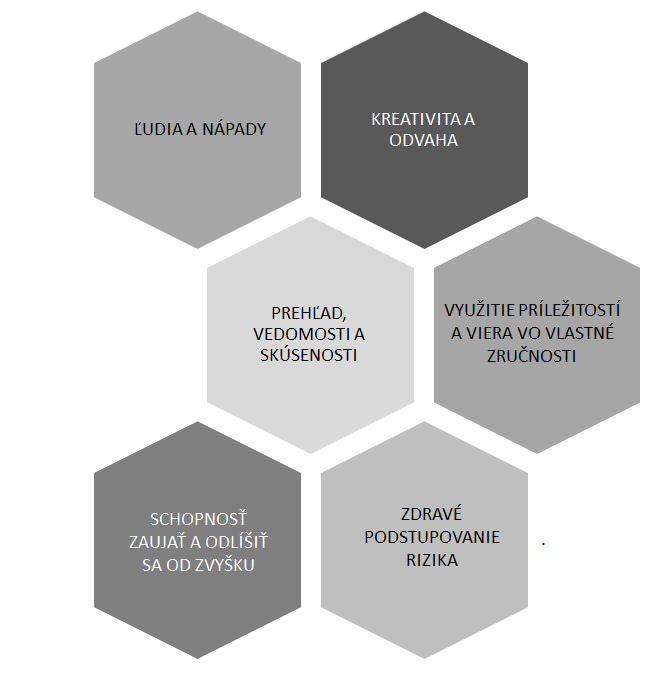 ĽUDIA A NÁPADY
KREATIVITA A
ODVAHA
PREHĽAD,
VEDOMOSTI A
SKÚSENOSTI
VYUŽITIE PRÍLEŽITOSTÍ
A VIERA VO VLASTNÉ
ZRUČNOSTI
SCHOPNOSŤ
ZAUJAŤ A ODLÍŠIŤ
SA OD ZVYŠKU
ZDRAVÉ
PODSTUPOVANIE
RIZIKA
.